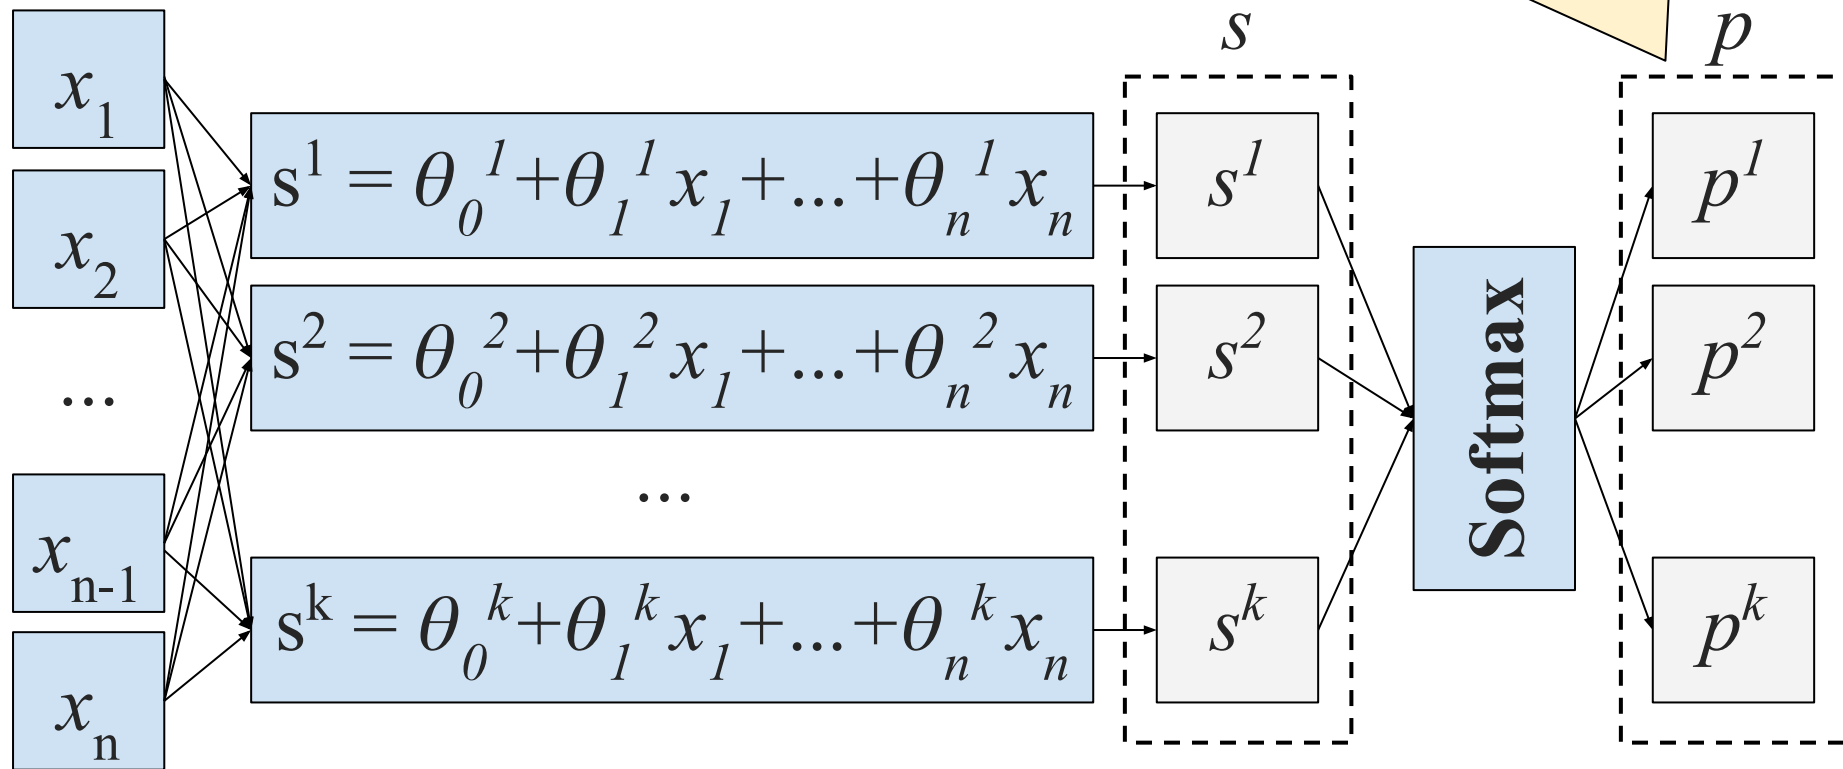 s
p
x₁
x₂
...
xₙ₋₁
xₙ
s¹ = θ₀¹+θ₁¹x₁+...+θₙ¹xₙ
s² = θ₀²+θ₁²x₁+...+θₙ²xₙ
...
sᵏ = θ₀ᵏ+θ₁ᵏx₁+...+θₙᵏxₙ
s¹
s²
sᵏ
Softmax
p¹
p²
pᵏ